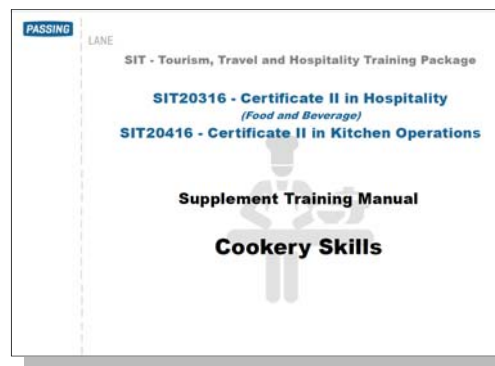 PASSING
LANE
SIT - Tourism, Travel and Hospitality Training Package
SIT20316 - Certificate II in Hospitality
(Food and Beverage)
SIT20416 - Certificate II in Kitchen Operations
Supplement Training Manual
Cookery Skills